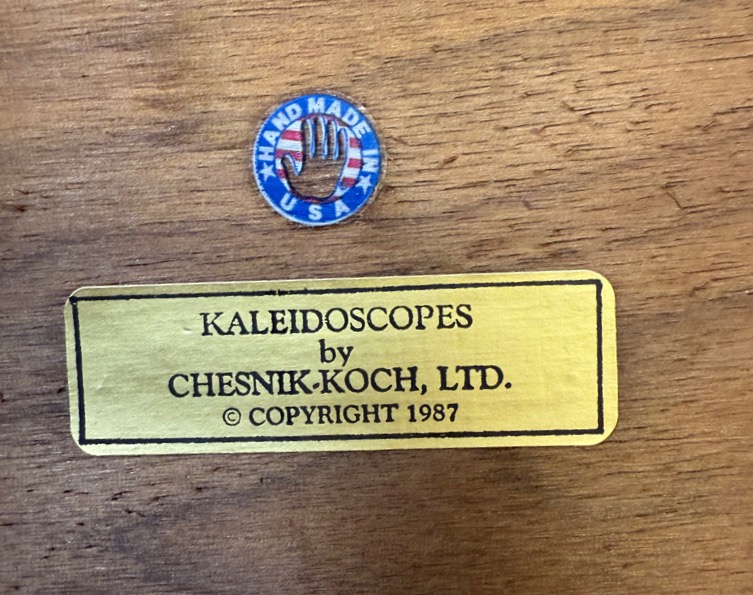 ★HAND MADE IN★
USA
KALEIDOSCOPES
by
CHESNIK-KOCH, LTD.
© COPYRIGHT 1987